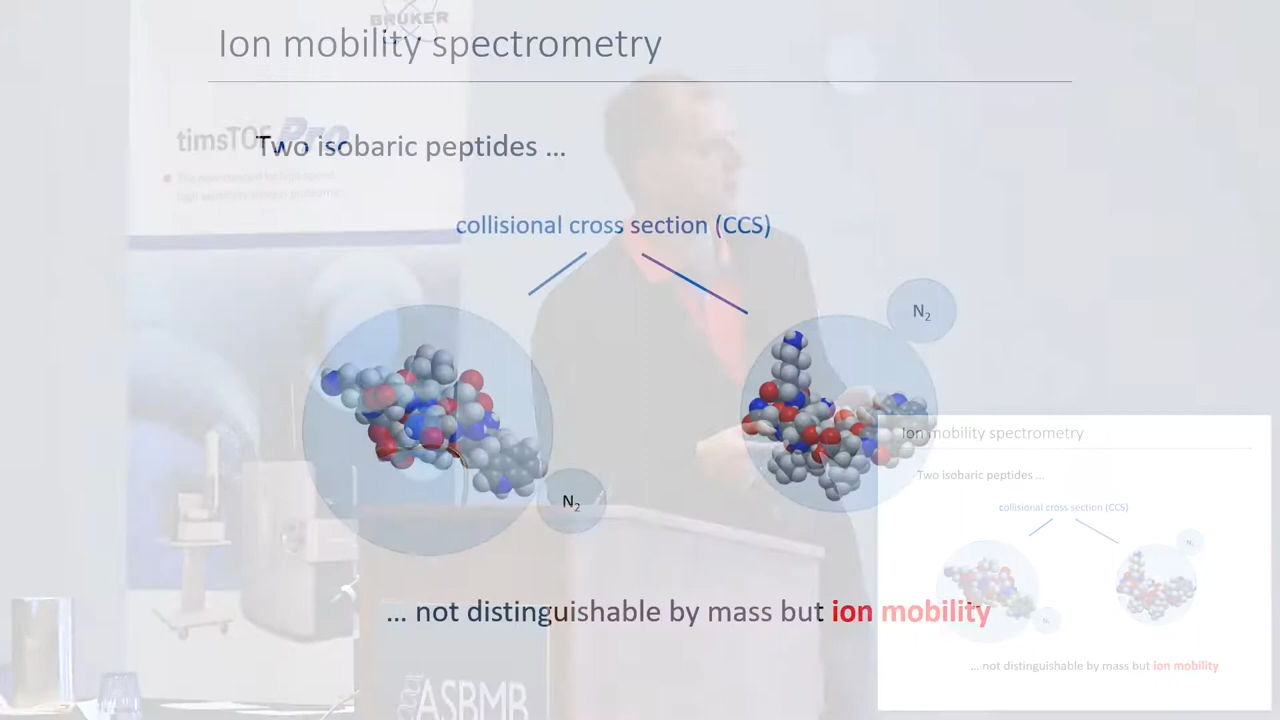 BRUKER
Ion mobility spectrometry
timsTOF Pro
Two isobaric peptides ...
collisional cross section (CCS)
N2
N2
... not distinguishable by mass but ion mobility
ASBMB
Ion mobility spectrometry
Two isobaric peptides ...
collisional cross section (CCS)
N2
N2
... not distinguishable by mass but ion mobility